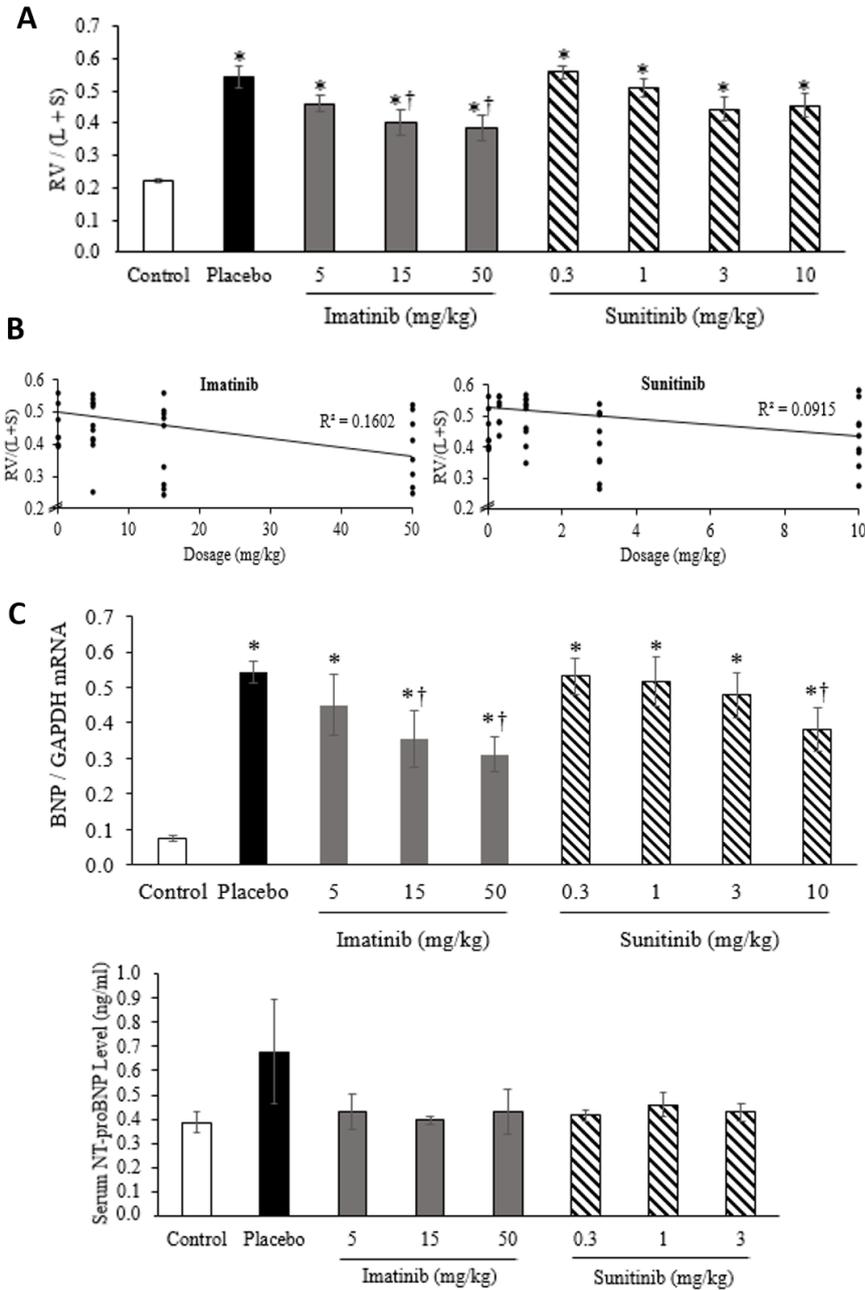 A
RV / (L + S)
0.7
0.6
0.5
0.4
0.3
0.2
0.1
0.0
* * *† *† * * * *
Control Placebo 5 15 50 0.3 1 3 10
Imatinib (mg/kg) Sunitinib (mg/kg)
B
Imatinib
RV/(L+S)
0.6
0.5
0.4
0.3
0.2
R² = 0.1602
0 10 20 30 40 50
Dosage (mg/kg)
Sunitinib
RV/(L+S)
0.6
0.5
0.4
0.3
0.2
R² = 0.0915
0 2 4 6 8 10
Dosage (mg/kg)
C
BNP / GAPDH mRNA
0.7
0.6
0.5
0.4
0.3
0.2
0.1
0.0
* * *† *† * * * *†
Control Placebo 5 15 50 0.3 1 3 10
Imatinib (mg/kg) Sunitinib (mg/kg)
Serum NT-proBNP Level (ng/ml)
1.0
0.9
0.8
0.7
0.6
0.5
0.4
0.3
0.2
0.1
0.0
Control Placebo 5 15 50 0.3 1 3
Imatinib (mg/kg) Sunitinib (mg/kg)